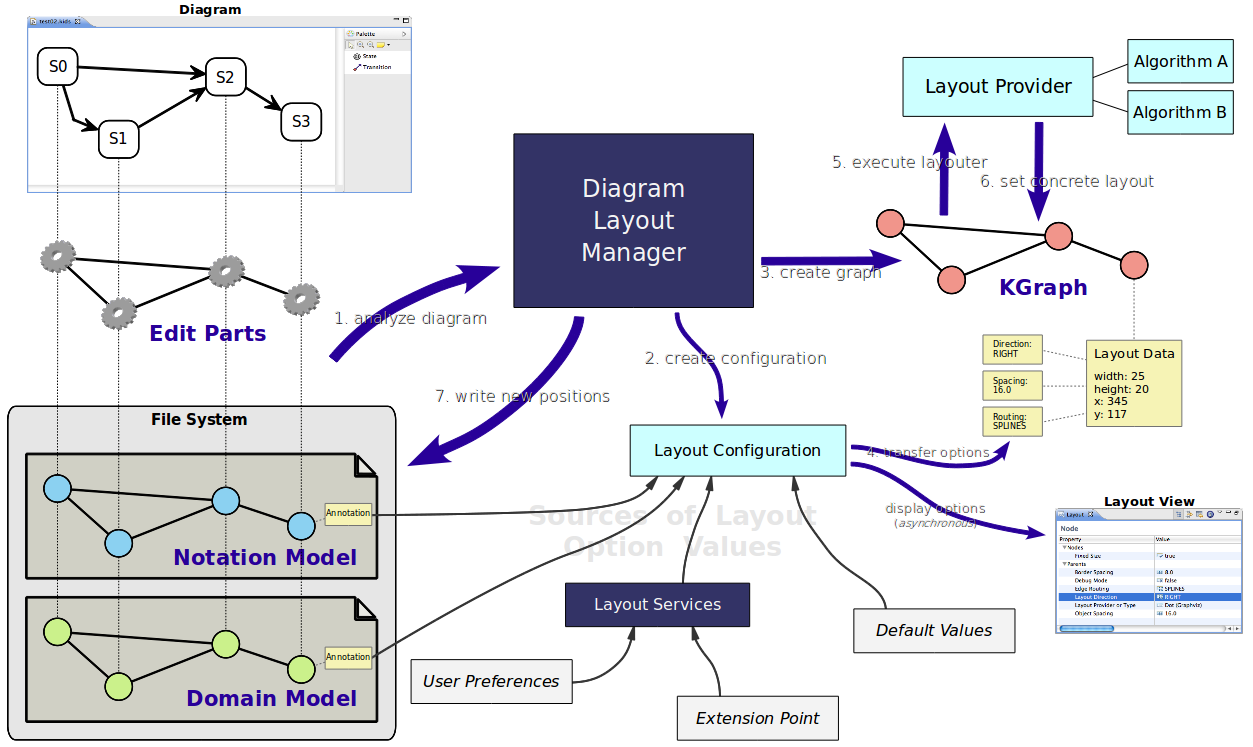 Diagram
test02.kids
Palette
State
Transition
S0
S2
S1
S3
Edit Parts
1. analyze diagram
Diagram
Layout
Manager
7. write new positions
2. create configuration
3. create graph
Layout Provider
Algorithm A
Algorithm B
5. execute layouter
6. set concrete layout
KGraph
Direction:
RIGHT
Spacing:
16.0
Routing:
SPLINES
Layout Data
width: 25
height: 20
x: 345
y: 117
File System
Annotation
Notation Model
Annotation
Domain Model
Layout Configuration
4. transfer options
display options
(asynchronous)
Sources of Layout
Option Values
Layout Services
User Preferences
Extension Point
Default Values
Layout View
Layout
Node
Property Value
Nodes
Fixed Size true
Parents
Border Spacing 8.0
Debug Mode false
Edge Routing SPLINES
Layout Direction RIGHT
Layout Provider or Type Dot (Graphviz)
Object Spacing 16.0